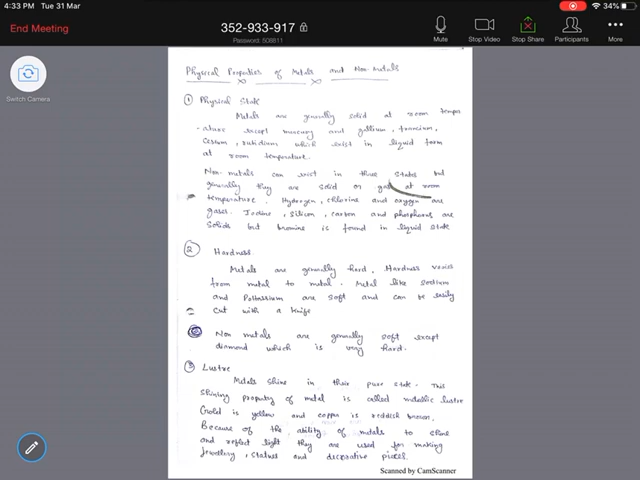 4:33 PM Tue 31 Mar
34%
End Meeting
352-933-917
Password: 508811
Mute
Stop Video
Stop Share
Participants
More
Switch Camera
Physical Properties of Metals and Non-Metals
① Physical State
Metals are generally solid at room temper
-ature except mercury and gallium, francium,
cesium, rubidium which exist in liquid form
at room temperature.
Non-metals can exist in three states but
generally they are solid or gas at room
temperature. Hydrogen, chlorine and oxygen are
gases. Iodine, silicon, carbon and phosphorus are
solids but bromine is found in liquid state
② Hardness
Metals are generally hard. Hardness varies
from metal to metal. Metal like sodium
and Pottassium are soft and can be easily
cut with a knife
Non metals are generally soft except
diamond which is very hard.
③ Lustre
Metals shine in their pure state. This
shining property of metal is called metallic lustre
Gold is yellow and copper is reddish brown.
Because of the ability of metals to shine
and reflect light they are used for making
jewellery, statues and decorative
Scanned by CamScanner